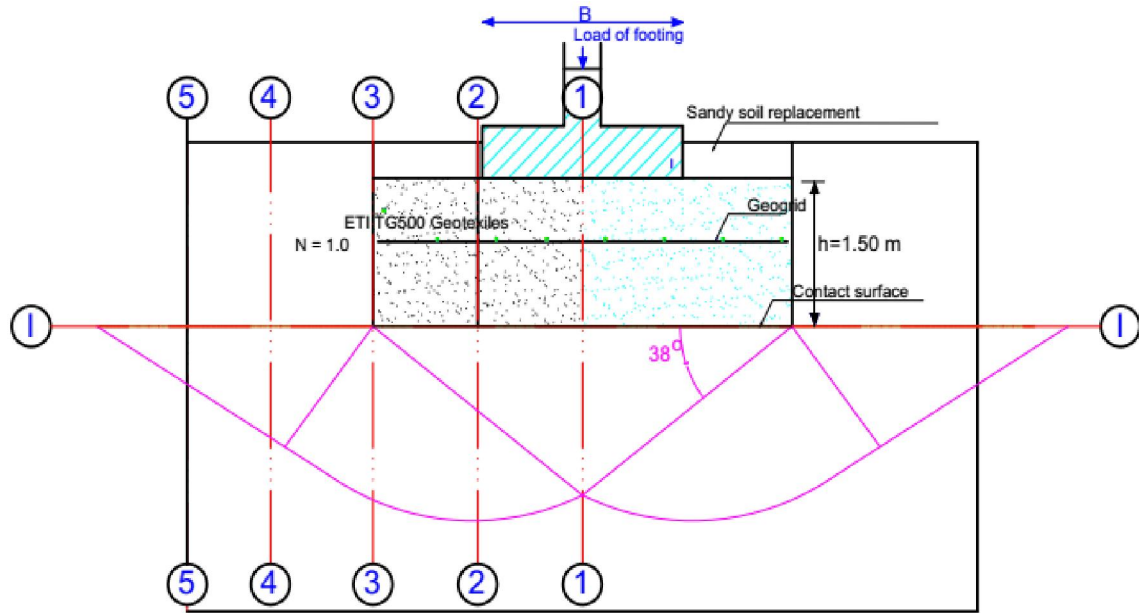 B
Load of footing
5
4
3
2
1
Sandy soil replacement
Geogrid
ETI TG500 Geotextiles
N = 1.0
h=1.50 m
Contact surface
I
I
38°
5
4
3
2
1